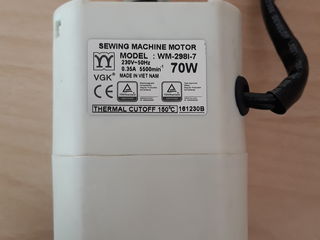 SEWING MACHINE MOTOR
MODEL : WM-298I-7
230V~50Hz
0.35A 5500min⁻¹ 70W
VGK® MADE IN VIET NAM
THERMAL CUTOFF 150℃ 161230B